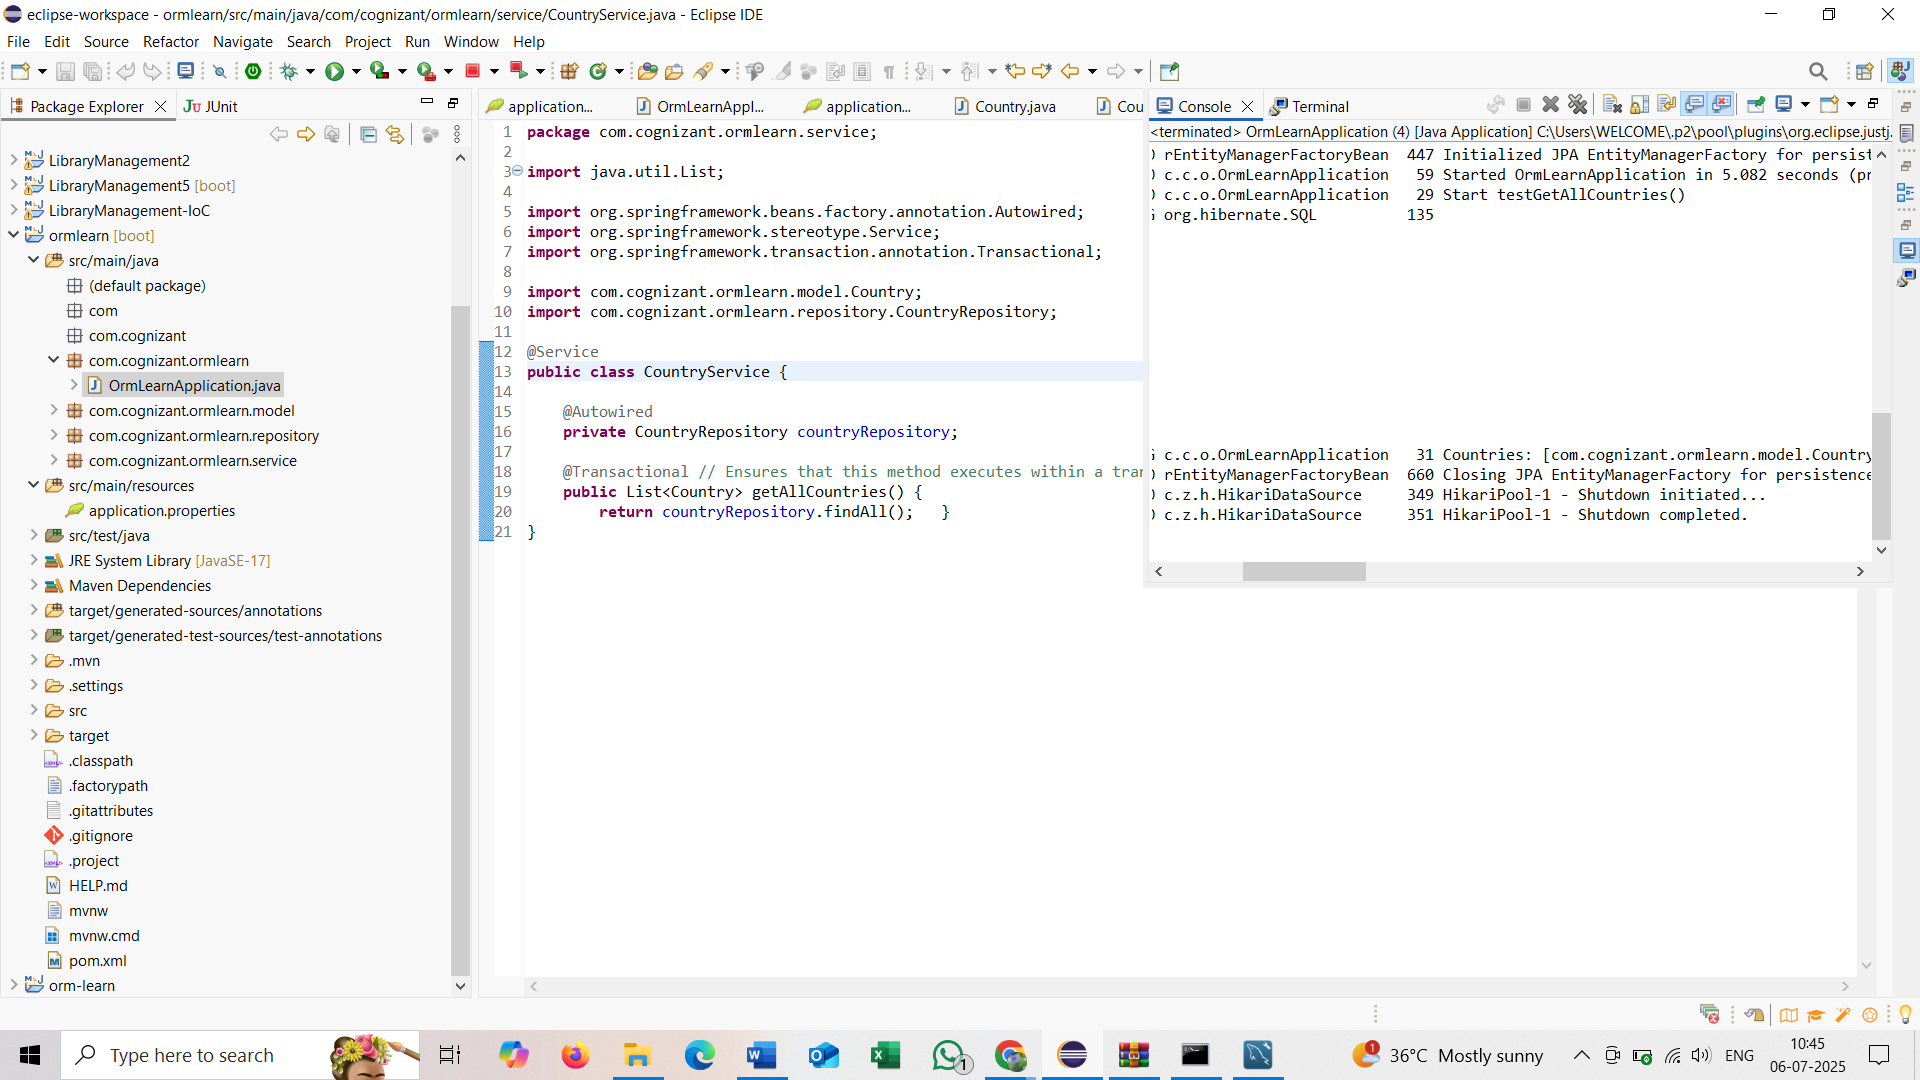 eclipse-workspace - ormlearn/src/main/java/com/cognizant/ormlearn/service/CountryService.java - Eclipse IDE
File Edit Source Refactor Navigate Search Project Run Window Help
Package Explorer
JUnit
LibraryManagement2
LibraryManagement5 [boot]
LibraryManagement-IoC
ormlearn [boot]
src/main/java
(default package)
com
com.cognizant
com.cognizant.ormlearn
OrmLearnApplication.java
com.cognizant.ormlearn.model
com.cognizant.ormlearn.repository
com.cognizant.ormlearn.service
src/main/resources
application.properties
src/test/java
JRE System Library [JavaSE-17]
Maven Dependencies
target/generated-sources/annotations
target/generated-test-sources/test-annotations
.mvn
.settings
src
target
.classpath
.factorypath
.gitattributes
.gitignore
.project
HELP.md
mvnw
mvnw.cmd
pom.xml
orm-learn
application...
OrmLearnAppl...
application...
Country.java
Cou
1 package com.cognizant.ormlearn.service;
2
3 import java.util.List;
4
5 import org.springframework.beans.factory.annotation.Autowired;
6 import org.springframework.stereotype.Service;
7 import org.springframework.transaction.annotation.Transactional;
8
9 import com.cognizant.ormlearn.model.Country;
10 import com.cognizant.ormlearn.repository.CountryRepository;
11
12 @Service
13 public class CountryService {
14
15 @Autowired
16 private CountryRepository countryRepository;
17
18 @Transactional // Ensures that this method executes within a tran
19 public List<Country> getAllCountries() {
20 return countryRepository.findAll(); }
21 }
Console
Terminal
<terminated> OrmLearnApplication (4) [Java Application] C:\Users\WELCOME\.p2\pool\plugins\org.eclipse.justj.
rEntityManagerFactoryBean 447 Initialized JPA EntityManagerFactory for persist
c.c.o.OrmLearnApplication 59 Started OrmLearnApplication in 5.082 seconds (pr
c.c.o.OrmLearnApplication 29 Start testGetAllCountries()
org.hibernate.SQL 135
c.c.o.OrmLearnApplication 31 Countries: [com.cognizant.ormlearn.model.Country
rEntityManagerFactoryBean 660 Closing JPA EntityManagerFactory for persistence
c.z.h.HikariDataSource 349 HikariPool-1 - Shutdown initiated...
c.z.h.HikariDataSource 351 HikariPool-1 - Shutdown completed.
Type here to search
1
1
36°C Mostly sunny
ENG
10:45
06-07-2025